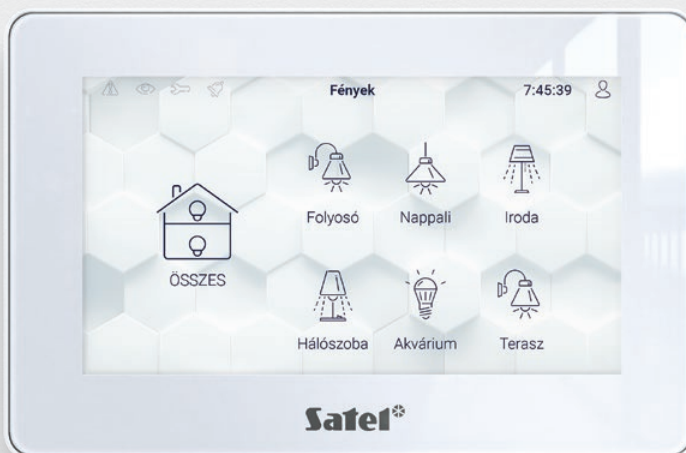 Fények 7:45:39
Folyosó Nappali Iroda
ÖSSZES
Hálószoba Akvárium Terasz
Satel